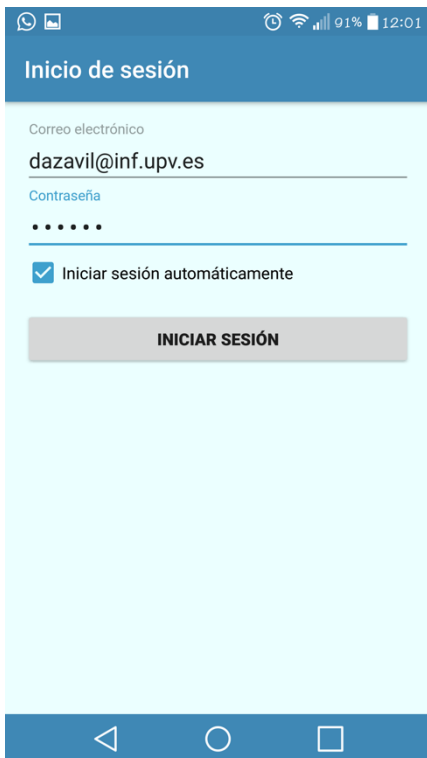 91% 12:01
Inicio de sesión
Correo electrónico
dazavil@inf.upv.es
Contraseña
••••••
Iniciar sesión automáticamente
INICIAR SESIÓN